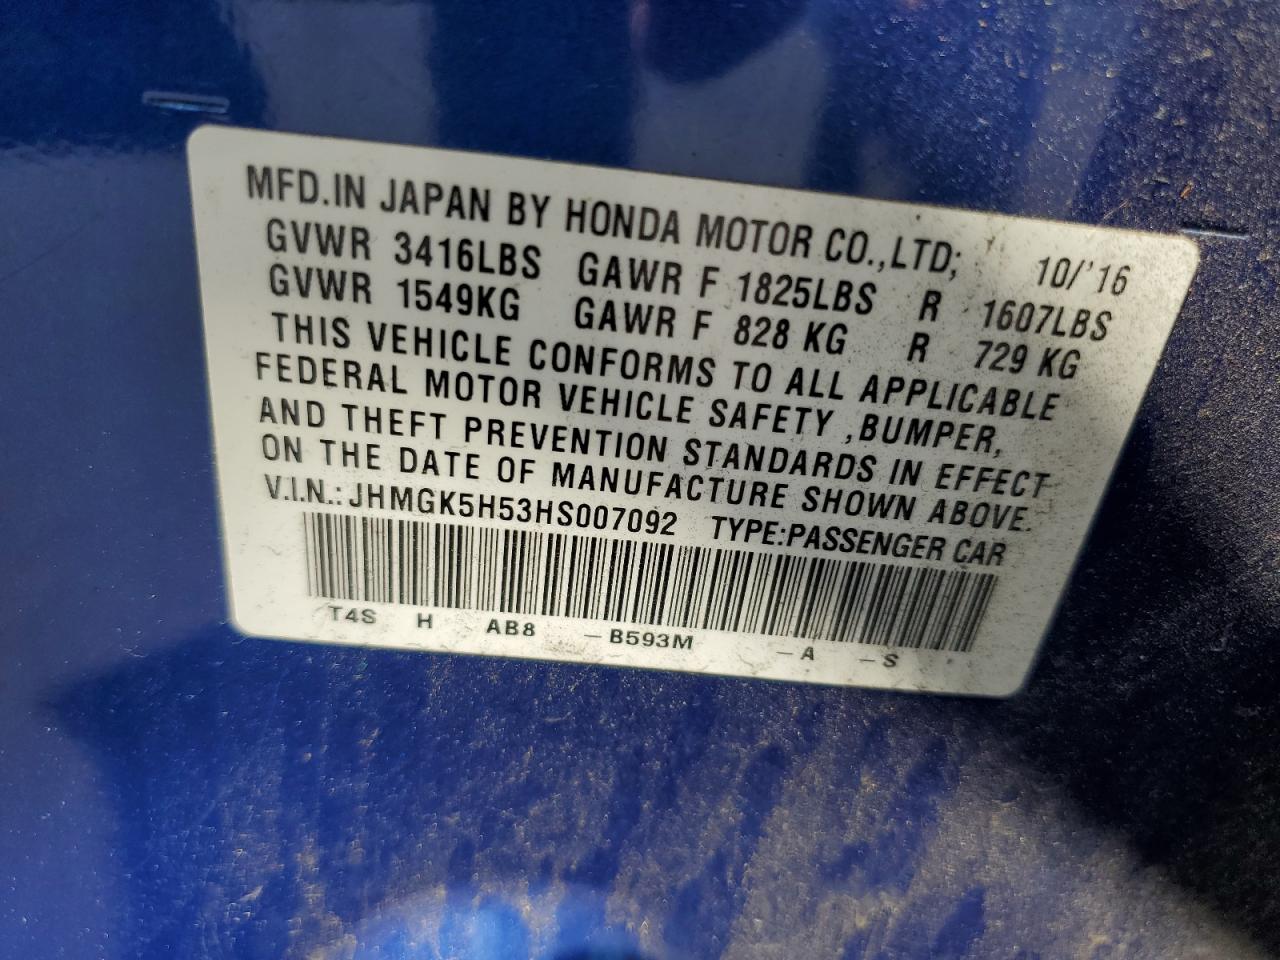 MFD.IN JAPAN BY HONDA MOTOR CO.,LTD; 10/'16
GVWR 3416LBS GAWR F 1825LBS R 1607LBS
GVWR 1549KG GAWR F 828 KG R 729 KG
THIS VEHICLE CONFORMS TO ALL APPLICABLE
FEDERAL MOTOR VEHICLE SAFETY ,BUMPER,
AND THEFT PREVENTION STANDARDS IN EFFECT
ON THE DATE OF MANUFACTURE SHOWN ABOVE.
V.I.N.: JHMGK5H53HS007092 TYPE:PASSENGER CAR
T4S H AB8 – B593M – A – S